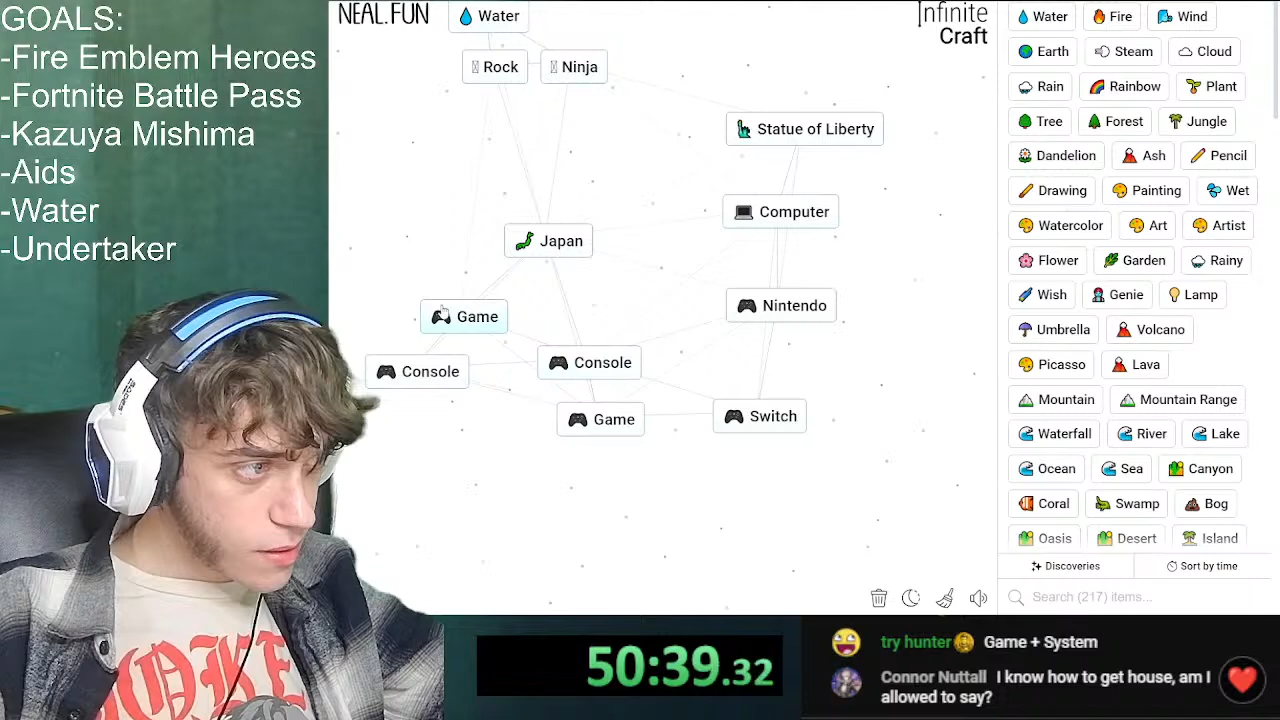 GOALS:
-Fire Emblem Heroes
-Fortnite Battle Pass
-Kazuya Mishima
-Aids
-Water
-Undertaker
NEAL.FUN
Infinite
Craft
Water
Rock
Ninja
Statue of Liberty
Computer
Japan
Nintendo
Game
Console
Console
Game
Switch
Water
Fire
Wind
Earth
Steam
Cloud
Rain
Rainbow
Plant
Tree
Forest
Jungle
Dandelion
Ash
Pencil
Drawing
Painting
Wet
Watercolor
Art
Artist
Flower
Garden
Rainy
Wish
Genie
Lamp
Umbrella
Volcano
Picasso
Lava
Mountain
Mountain Range
Waterfall
River
Lake
Ocean
Sea
Canyon
Coral
Swamp
Bog
Oasis
Desert
Island
Discoveries
Sort by time
Search (217) items...
50:39.32
try hunter Game + System
Connor Nuttall I know how to get house, am I
allowed to say?